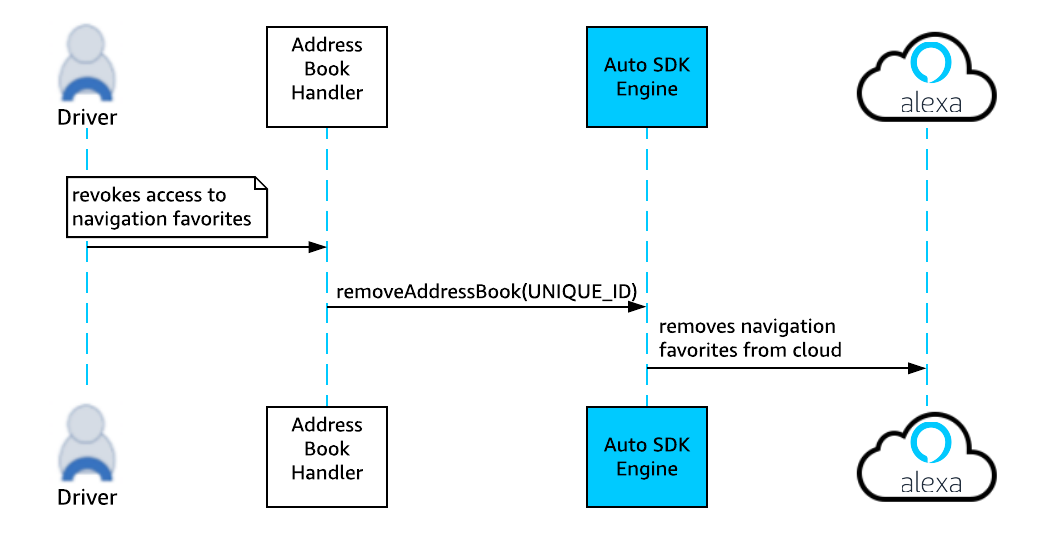 Driver
Address
Book
Handler
Auto SDK
Engine
alexa
revokes access to
navigation favorites
removeAddressBook(UNIQUE_ID)
removes navigation
favorites from cloud
Driver
Address
Book
Handler
Auto SDK
Engine
alexa